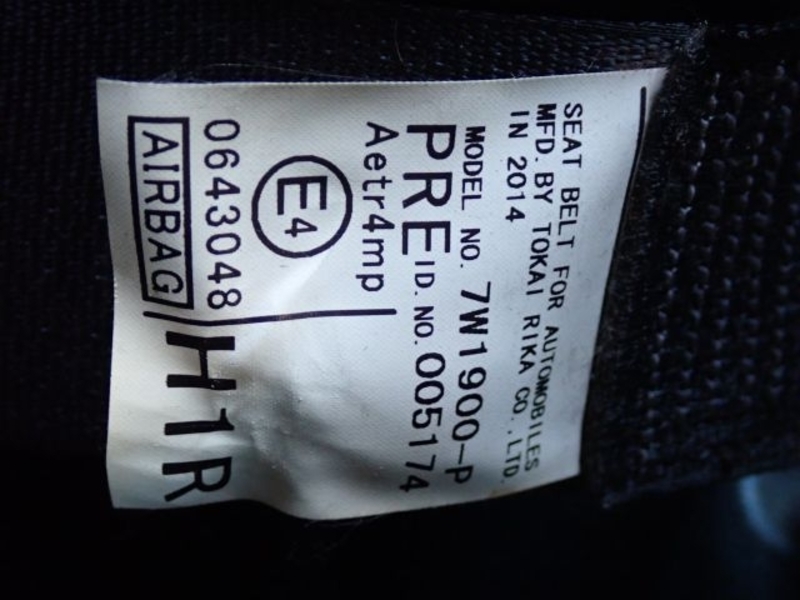 SEAT BELT FOR AUTOMOBILES
MFD. BY TOKAI RIKA CO., LTD.
IN 2014
MODEL NO. 7W1900-P
PRE ID. NO. 005174
Aetr4mp
E4
0643048
AIRBAG
H1R